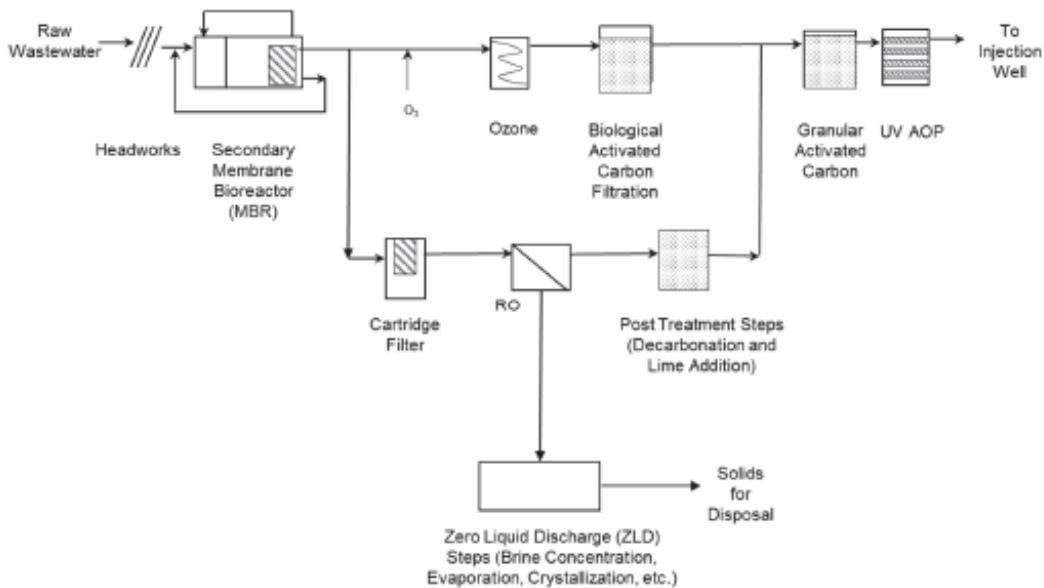 Raw
Wastewater
Headworks
Secondary
Membrane
Bioreactor
(MBR)
O₃
Ozone
Biological
Activated
Carbon
Filtration
Granular
Activated
Carbon
UV AOP
To
Injection
Well
Cartridge
Filter
RO
Post Treatment Steps
(Decarbonation and
Lime Addition)
Zero Liquid Discharge (ZLD)
Steps (Brine Concentration,
Evaporation, Crystallization, etc.)
Solids
for
Disposal